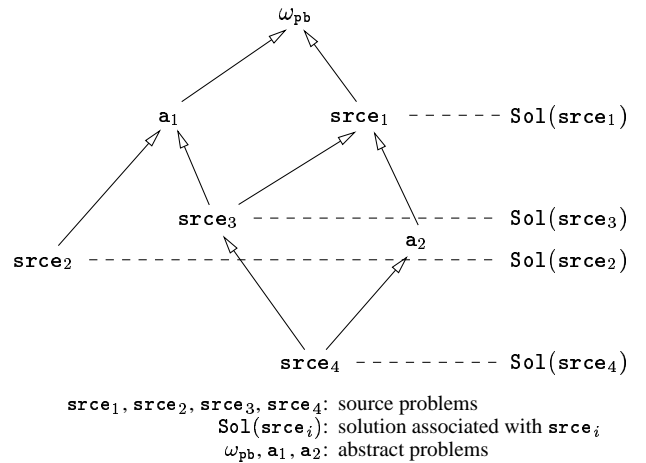 ω_pb
a_1 srce_1 Sol(srce_1)
srce_3 Sol(srce_3)
a_2
srce_2 Sol(srce_2)
srce_4 Sol(srce_4)
srce_1, srce_2, srce_3, srce_4: source problems
Sol(srce_i): solution associated with srce_i
ω_pb, a_1, a_2: abstract problems